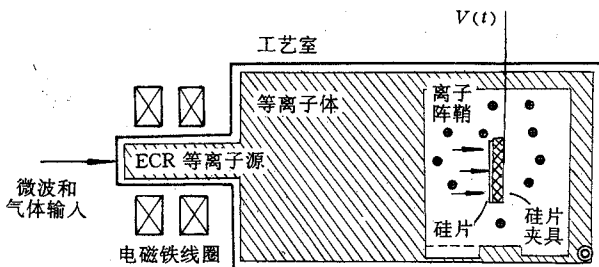 V(t)
工艺室
等离子体
离子
阵鞘
ECR 等离子源
微波和
气体输入
硅片
硅片
夹具
电磁铁线圈